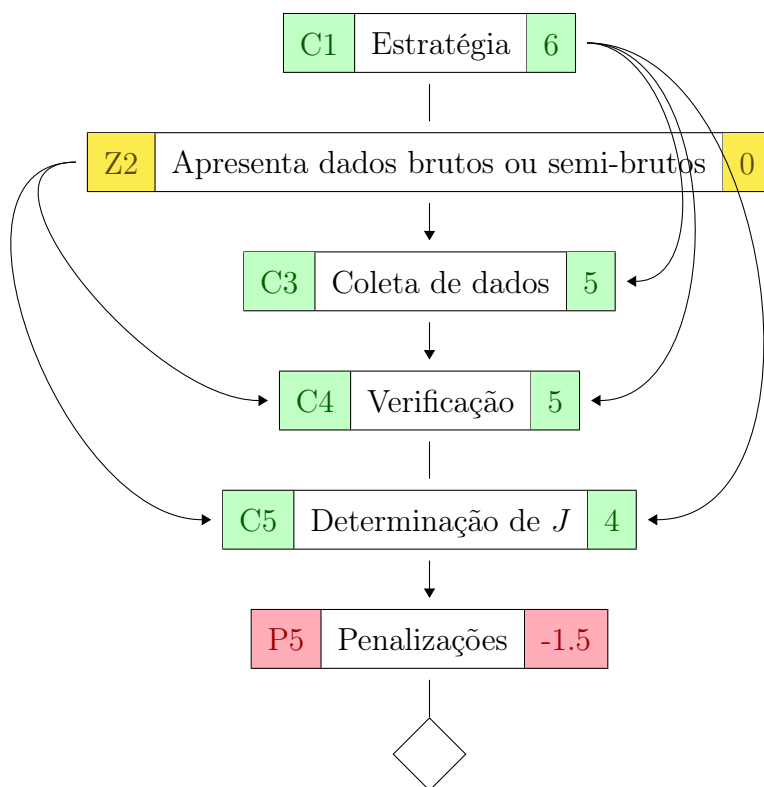 C1 Estratégia 6
Z2 Apresenta dados brutos ou semi-brutos 0
C3 Coleta de dados 5
C4 Verificação 5
C5 Determinação de J 4
P5 Penalizações -1.5